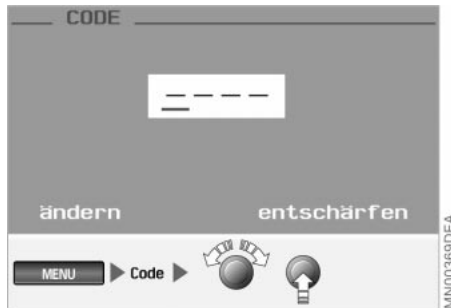 CODE
_ _ _ _
ändern entschärfen
MENU Code
MN00369DEA